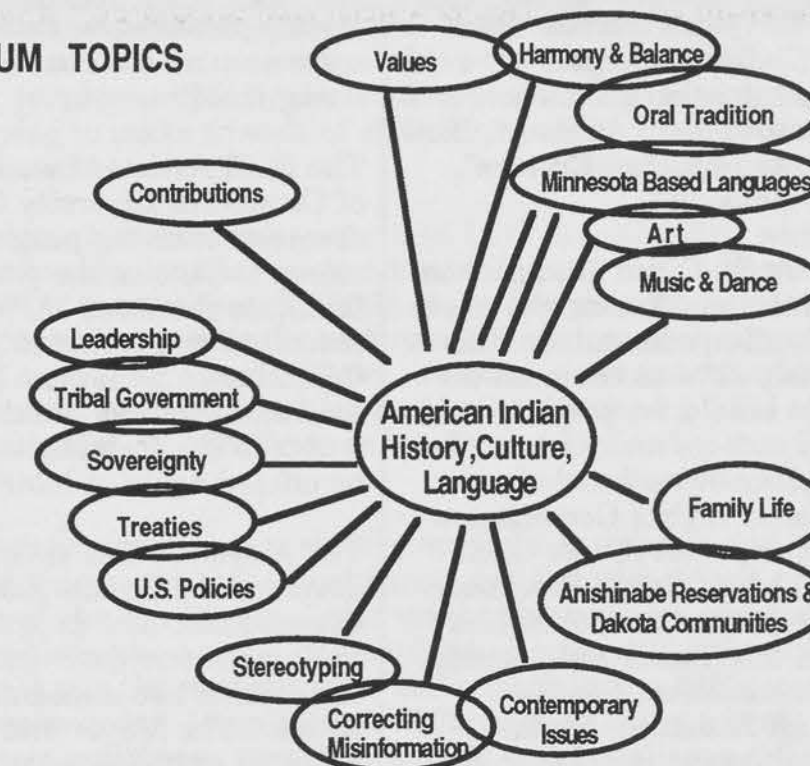 UM TOPICS
Values
Harmony & Balance
Oral Tradition
Minnesota Based Languages
Art
Music & Dance
Contributions
Leadership
Tribal Government
Sovereignty
Treaties
U.S. Policies
American Indian
History,Culture,
Language
Family Life
Anishinabe Reservations &
Dakota Communities
Stereotyping
Correcting
Misinformation
Contemporary
Issues